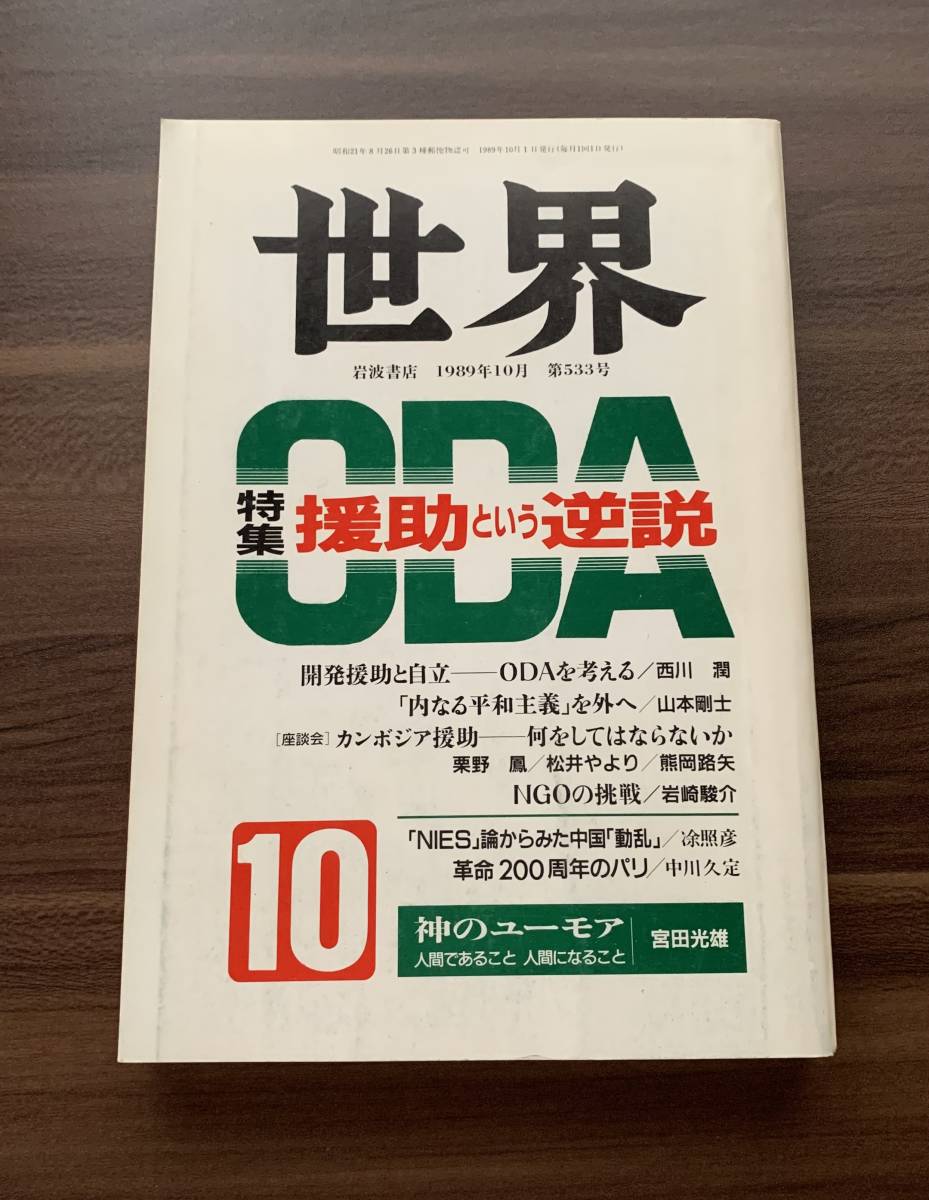 昭和21年8月26日第3種郵便物認可 1989年10月1日発行(毎月1回1日発行)
世界
岩波書店 1989年10月 第533号
ODA
特集 援助という逆説
開発援助と自立――ODAを考える/西川 潤
「内なる平和主義」を外へ/山本剛士
[座談会]カンボジア援助――何をしてはならないか
栗野 鳳/松井やより/熊岡路矢
NGOの挑戦/岩崎駿介
「NIES」論からみた中国「動乱」/凃照彦
革命200周年のパリ/中川久定
10
神のユーモア
人間であること 人間になること
宮田光雄